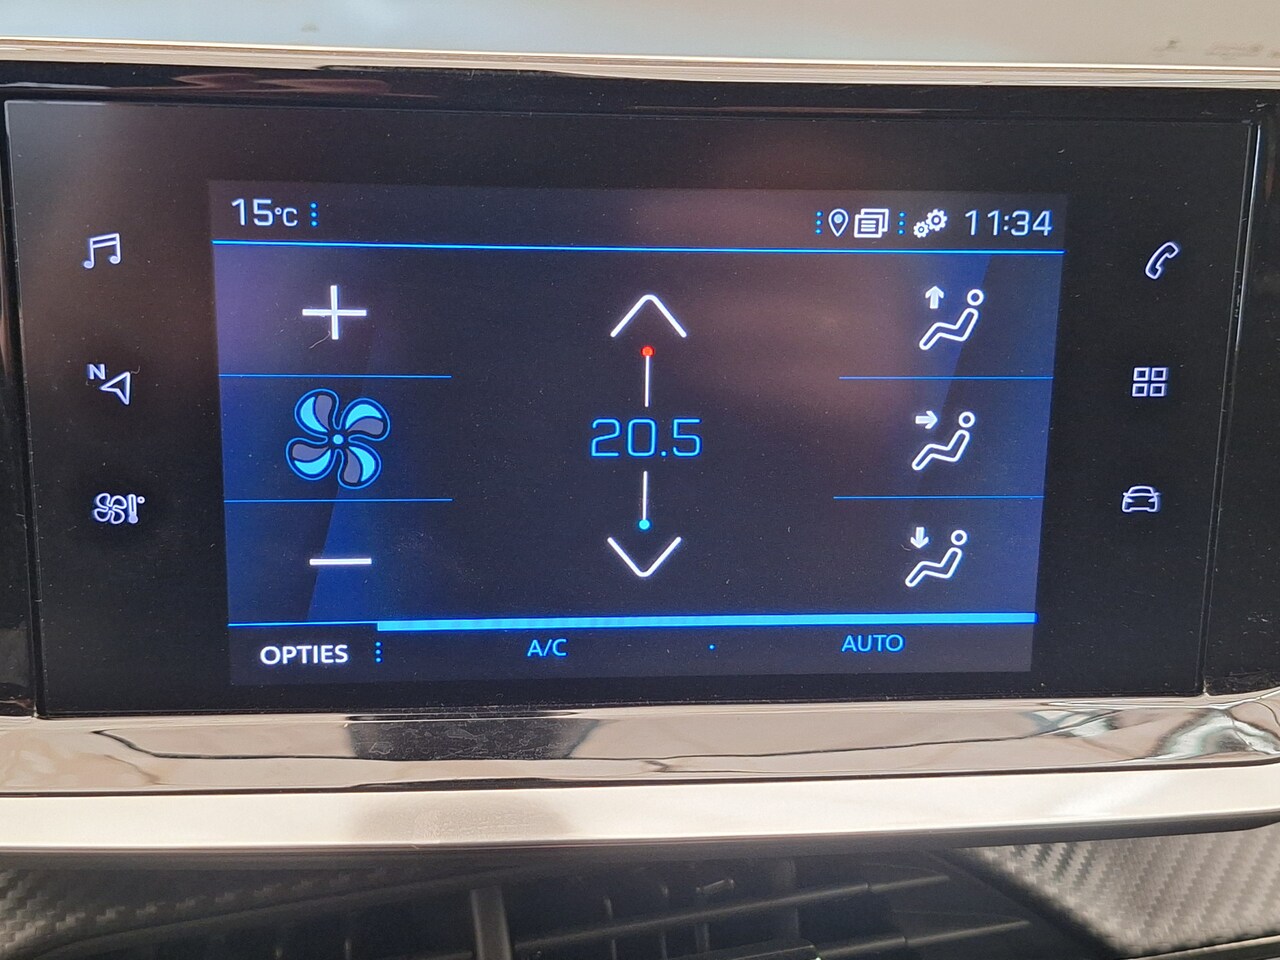 15°C
11:34
N
20.5
OPTIES
A/C
AUTO